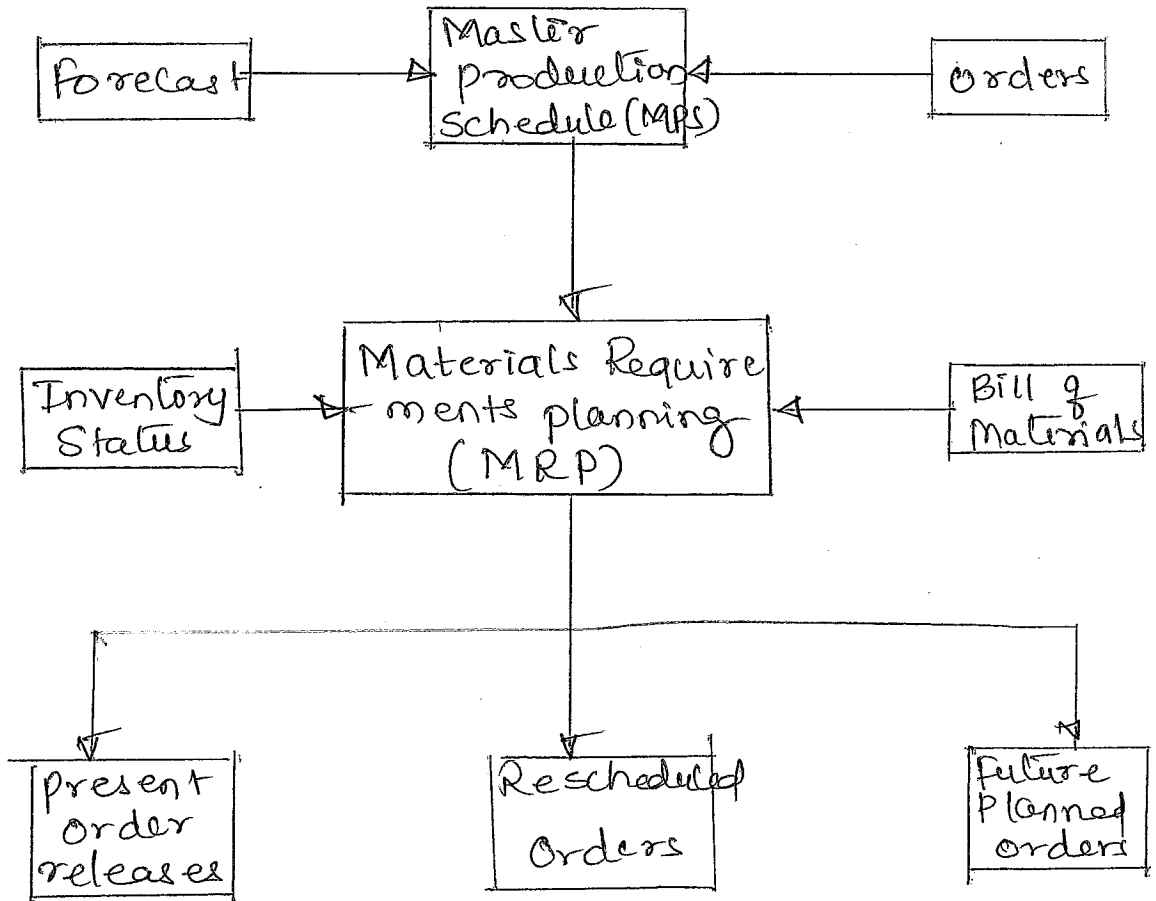 Forecast
Master
production
Schedule (MPS)
Orders
Inventory
Status
Materials Require
ments planning
(MRP)
Bill of
Materials
Present
order
releases
Rescheduled
Orders
Future
Planned
orders